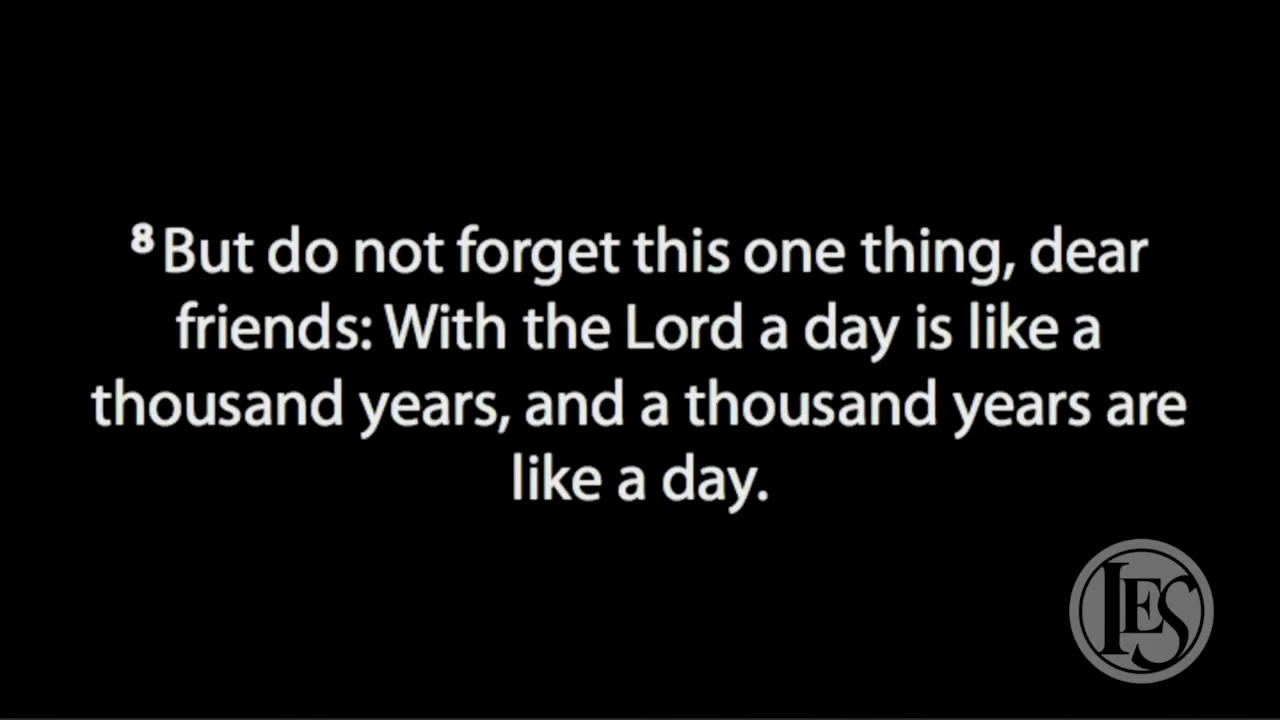 8 But do not forget this one thing, dear
friends: With the Lord a day is like a
thousand years, and a thousand years are
like a day.
LES